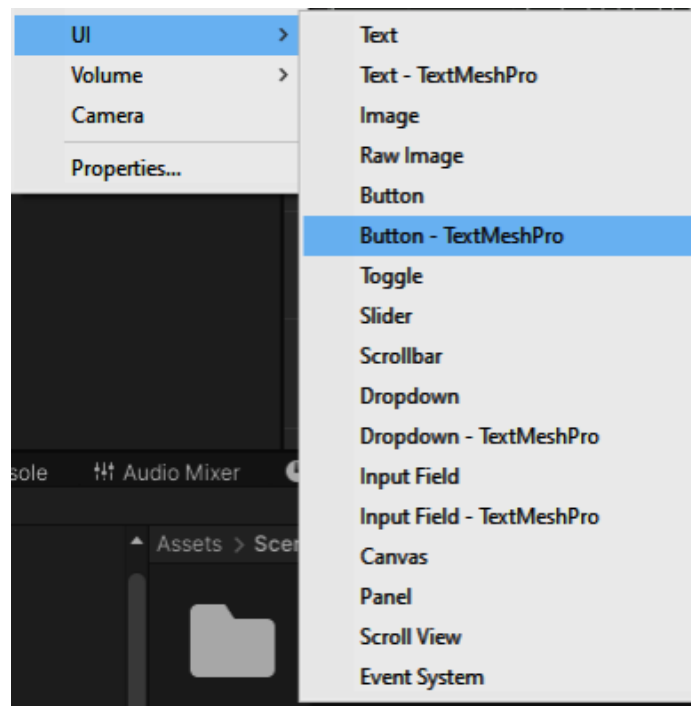 UI
Volume
Camera
Properties...
Text
Text - TextMeshPro
Image
Raw Image
Button
Button - TextMeshPro
Toggle
Slider
Scrollbar
Dropdown
Dropdown - TextMeshPro
Input Field
Input Field - TextMeshPro
Canvas
Panel
Scroll View
Event System
sole Audio Mixer
Assets > Scen